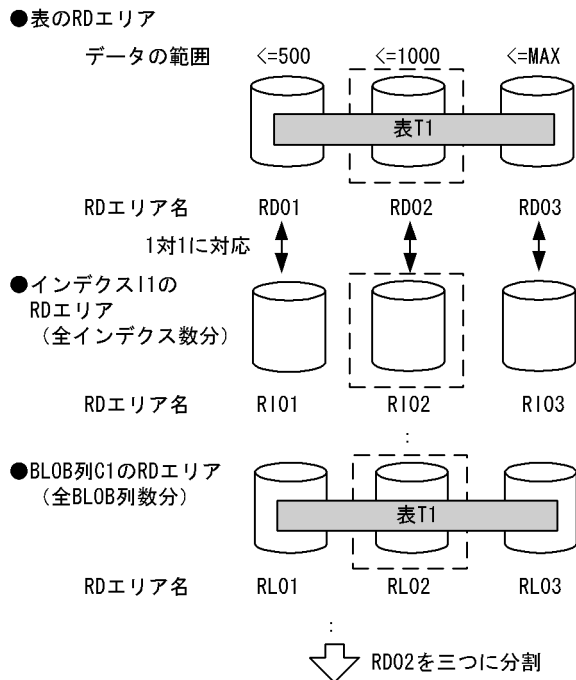 ●表のRDエリア
データの範囲 <=500 <=1000 <=MAX
表T1
RDエリア名 RD01 RD02 RD03
1対1に対応
●インデクスI1の
RDエリア
（全インデクス数分）
RDエリア名 RI01 RI02 RI03
:
●BLOB列C1のRDエリア
（全BLOB列数分）
表T1
RDエリア名 RL01 RL02 RL03
:
RD02を三つに分割